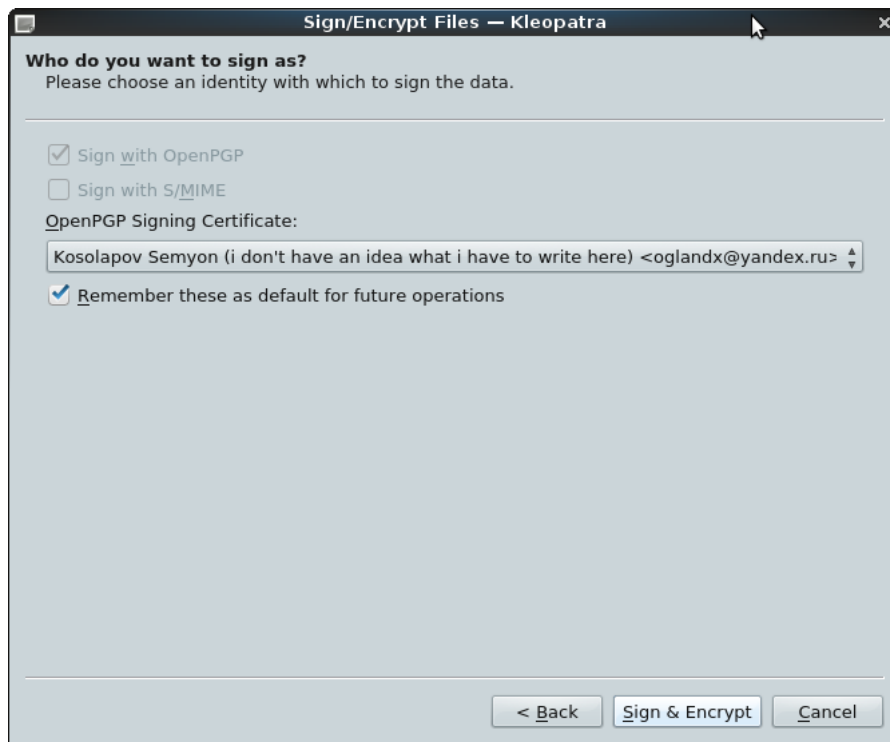 Sign/Encrypt Files — Kleopatra
Who do you want to sign as?
Please choose an identity with which to sign the data.
Sign with OpenPGP
Sign with S/MIME
OpenPGP Signing Certificate:
Kosolapov Semyon (i don't have an idea what i have to write here) <oglandx@yandex.ru>
Remember these as default for future operations
< Back Sign & Encrypt Cancel